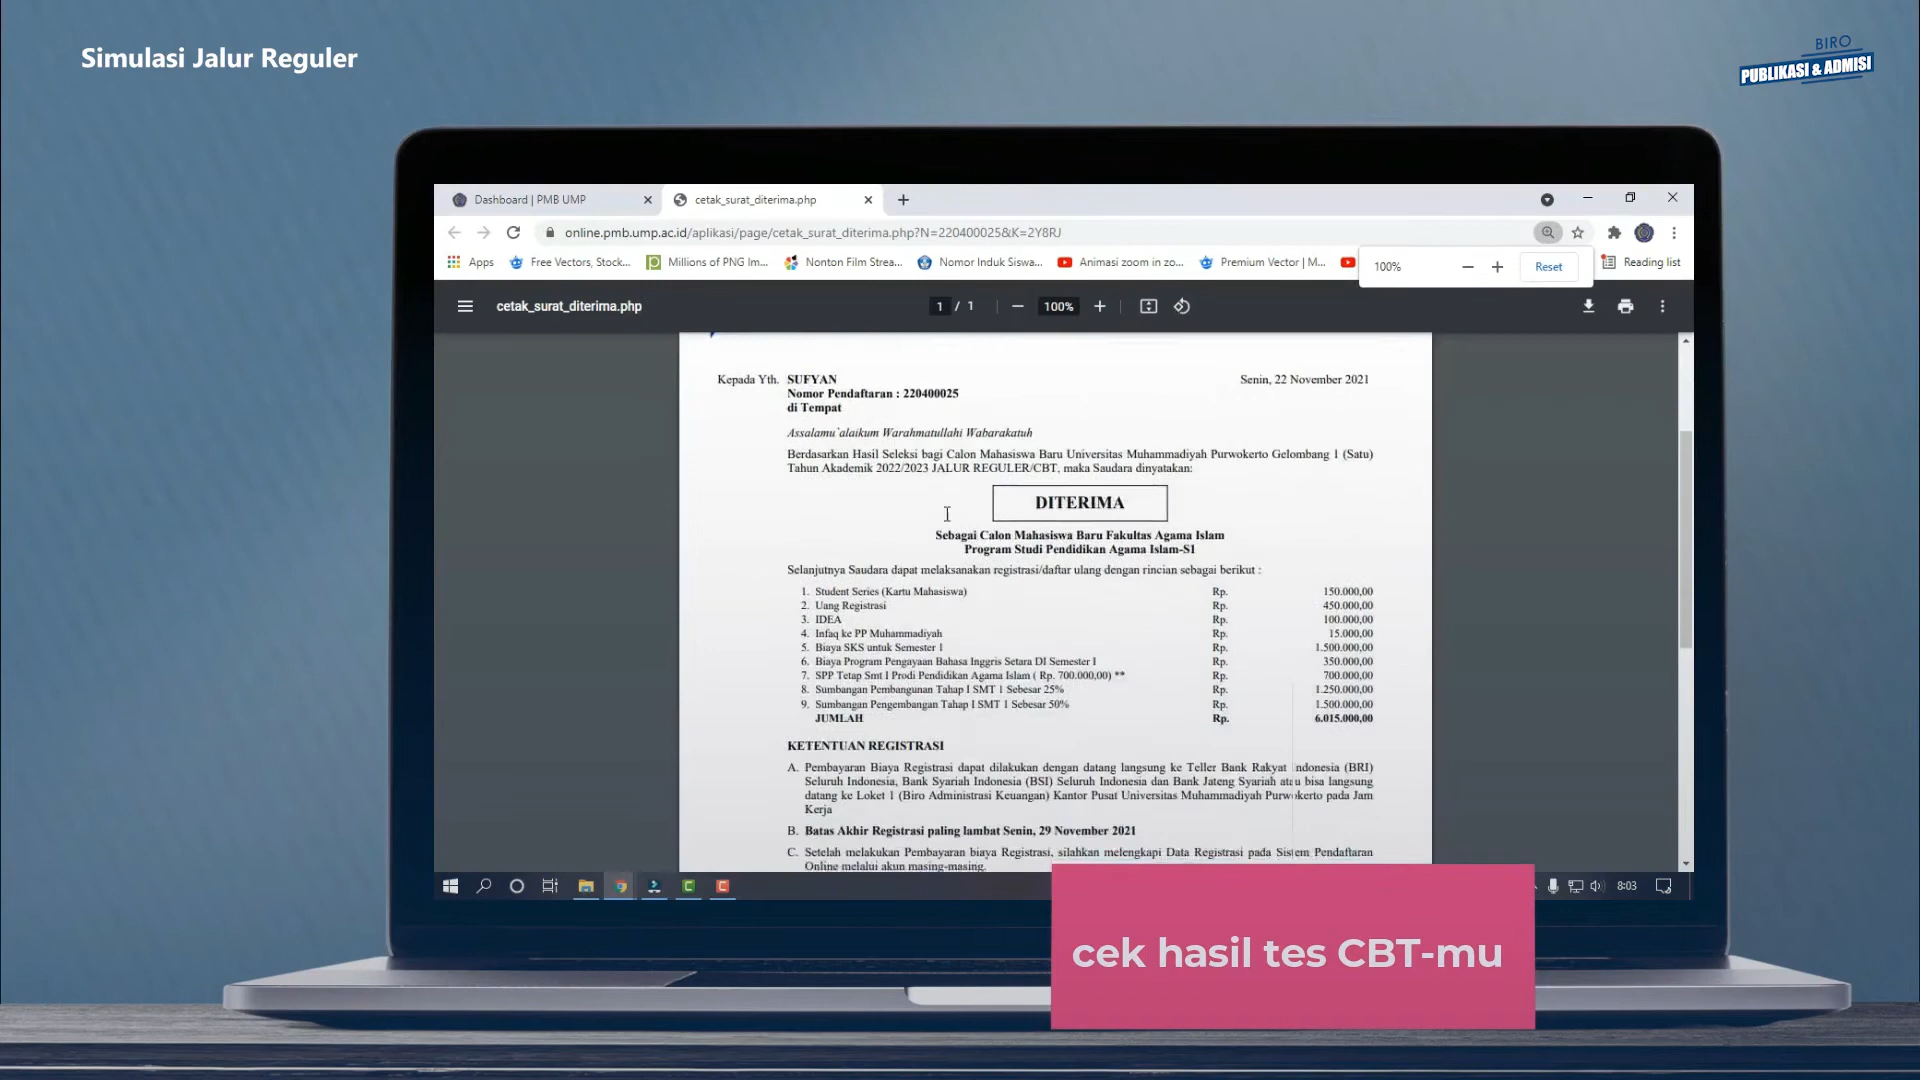 Simulasi Jalur Reguler
BIRO
PUBLIKASI & ADMISI
Dashboard | PMB UMP
cetak_surat_diterima.php
online.pmb.ump.ac.id/aplikasi/page/cetak_surat_diterima.php?N=220400025&K=2Y8RJ
Apps Free Vectors, Stock... Millions of PNG Im... Nonton Film Strea... Nomor Induk Siswa... Animasi zoom in zo... Premium Vector | M... Reading list
100% − + Reset
cetak_surat_diterima.php 1 / 1 − 100% +
Kepada Yth. SUFYAN Senin, 22 November 2021
Nomor Pendaftaran : 220400025
di Tempat
Assalamu`alaikum Warahmatullahi Wabarakatuh
Berdasarkan Hasil Seleksi bagi Calon Mahasiswa Baru Universitas Muhammadiyah Purwokerto Gelombang 1 (Satu)
Tahun Akademik 2022/2023 JALUR REGULER/CBT, maka Saudara dinyatakan:
DITERIMA
Sebagai Calon Mahasiswa Baru Fakultas Agama Islam
Program Studi Pendidikan Agama Islam-S1
Selanjutnya Saudara dapat melaksanakan registrasi/daftar ulang dengan rincian sebagai berikut :
1. Student Series (Kartu Mahasiswa) Rp. 150.000,00
2. Uang Registrasi Rp. 450.000,00
3. IDEA Rp. 100.000,00
4. Infaq ke PP Muhammadiyah Rp. 15.000,00
5. Biaya SKS untuk Semester 1 Rp. 1.500.000,00
6. Biaya Program Pengayaan Bahasa Inggris Setara DI Semester I Rp. 350.000,00
7. SPP Tetap Smt I Prodi Pendidikan Agama Islam ( Rp. 700.000,00) ** Rp. 700.000,00
8. Sumbangan Pembangunan Tahap I SMT 1 Sebesar 25% Rp. 1.250.000,00
9. Sumbangan Pengembangan Tahap I SMT 1 Sebesar 50% Rp. 1.500.000,00
JUMLAH Rp. 6.015.000,00
KETENTUAN REGISTRASI
A. Pembayaran Biaya Registrasi dapat dilakukan dengan datang langsung ke Teller Bank Rakyat Indonesia (BRI)
Seluruh Indonesia, Bank Syariah Indonesia (BSI) Seluruh Indonesia dan Bank Jateng Syariah atau bisa langsung
datang ke Loket 1 (Biro Administrasi Keuangan) Kantor Pusat Universitas Muhammadiyah Purwokerto pada Jam
Kerja
B. Batas Akhir Registrasi paling lambat Senin, 29 November 2021
C. Setelah melakukan Pembayaran biaya Registrasi, silahkan melengkapi Data Registrasi pada Sistem Pendaftaran
Online melalui akun masing-masing.
8:03
cek hasil tes CBT-mu